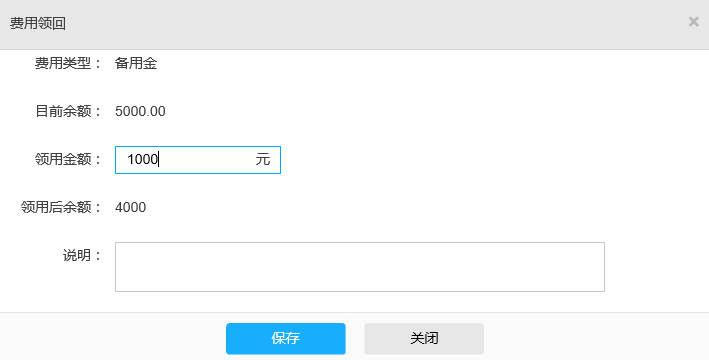 费用领回
费用类型： 备用金
目前余额： 5000.00
领用金额： 1000 元
领用后余额： 4000
说明：
保存 关闭